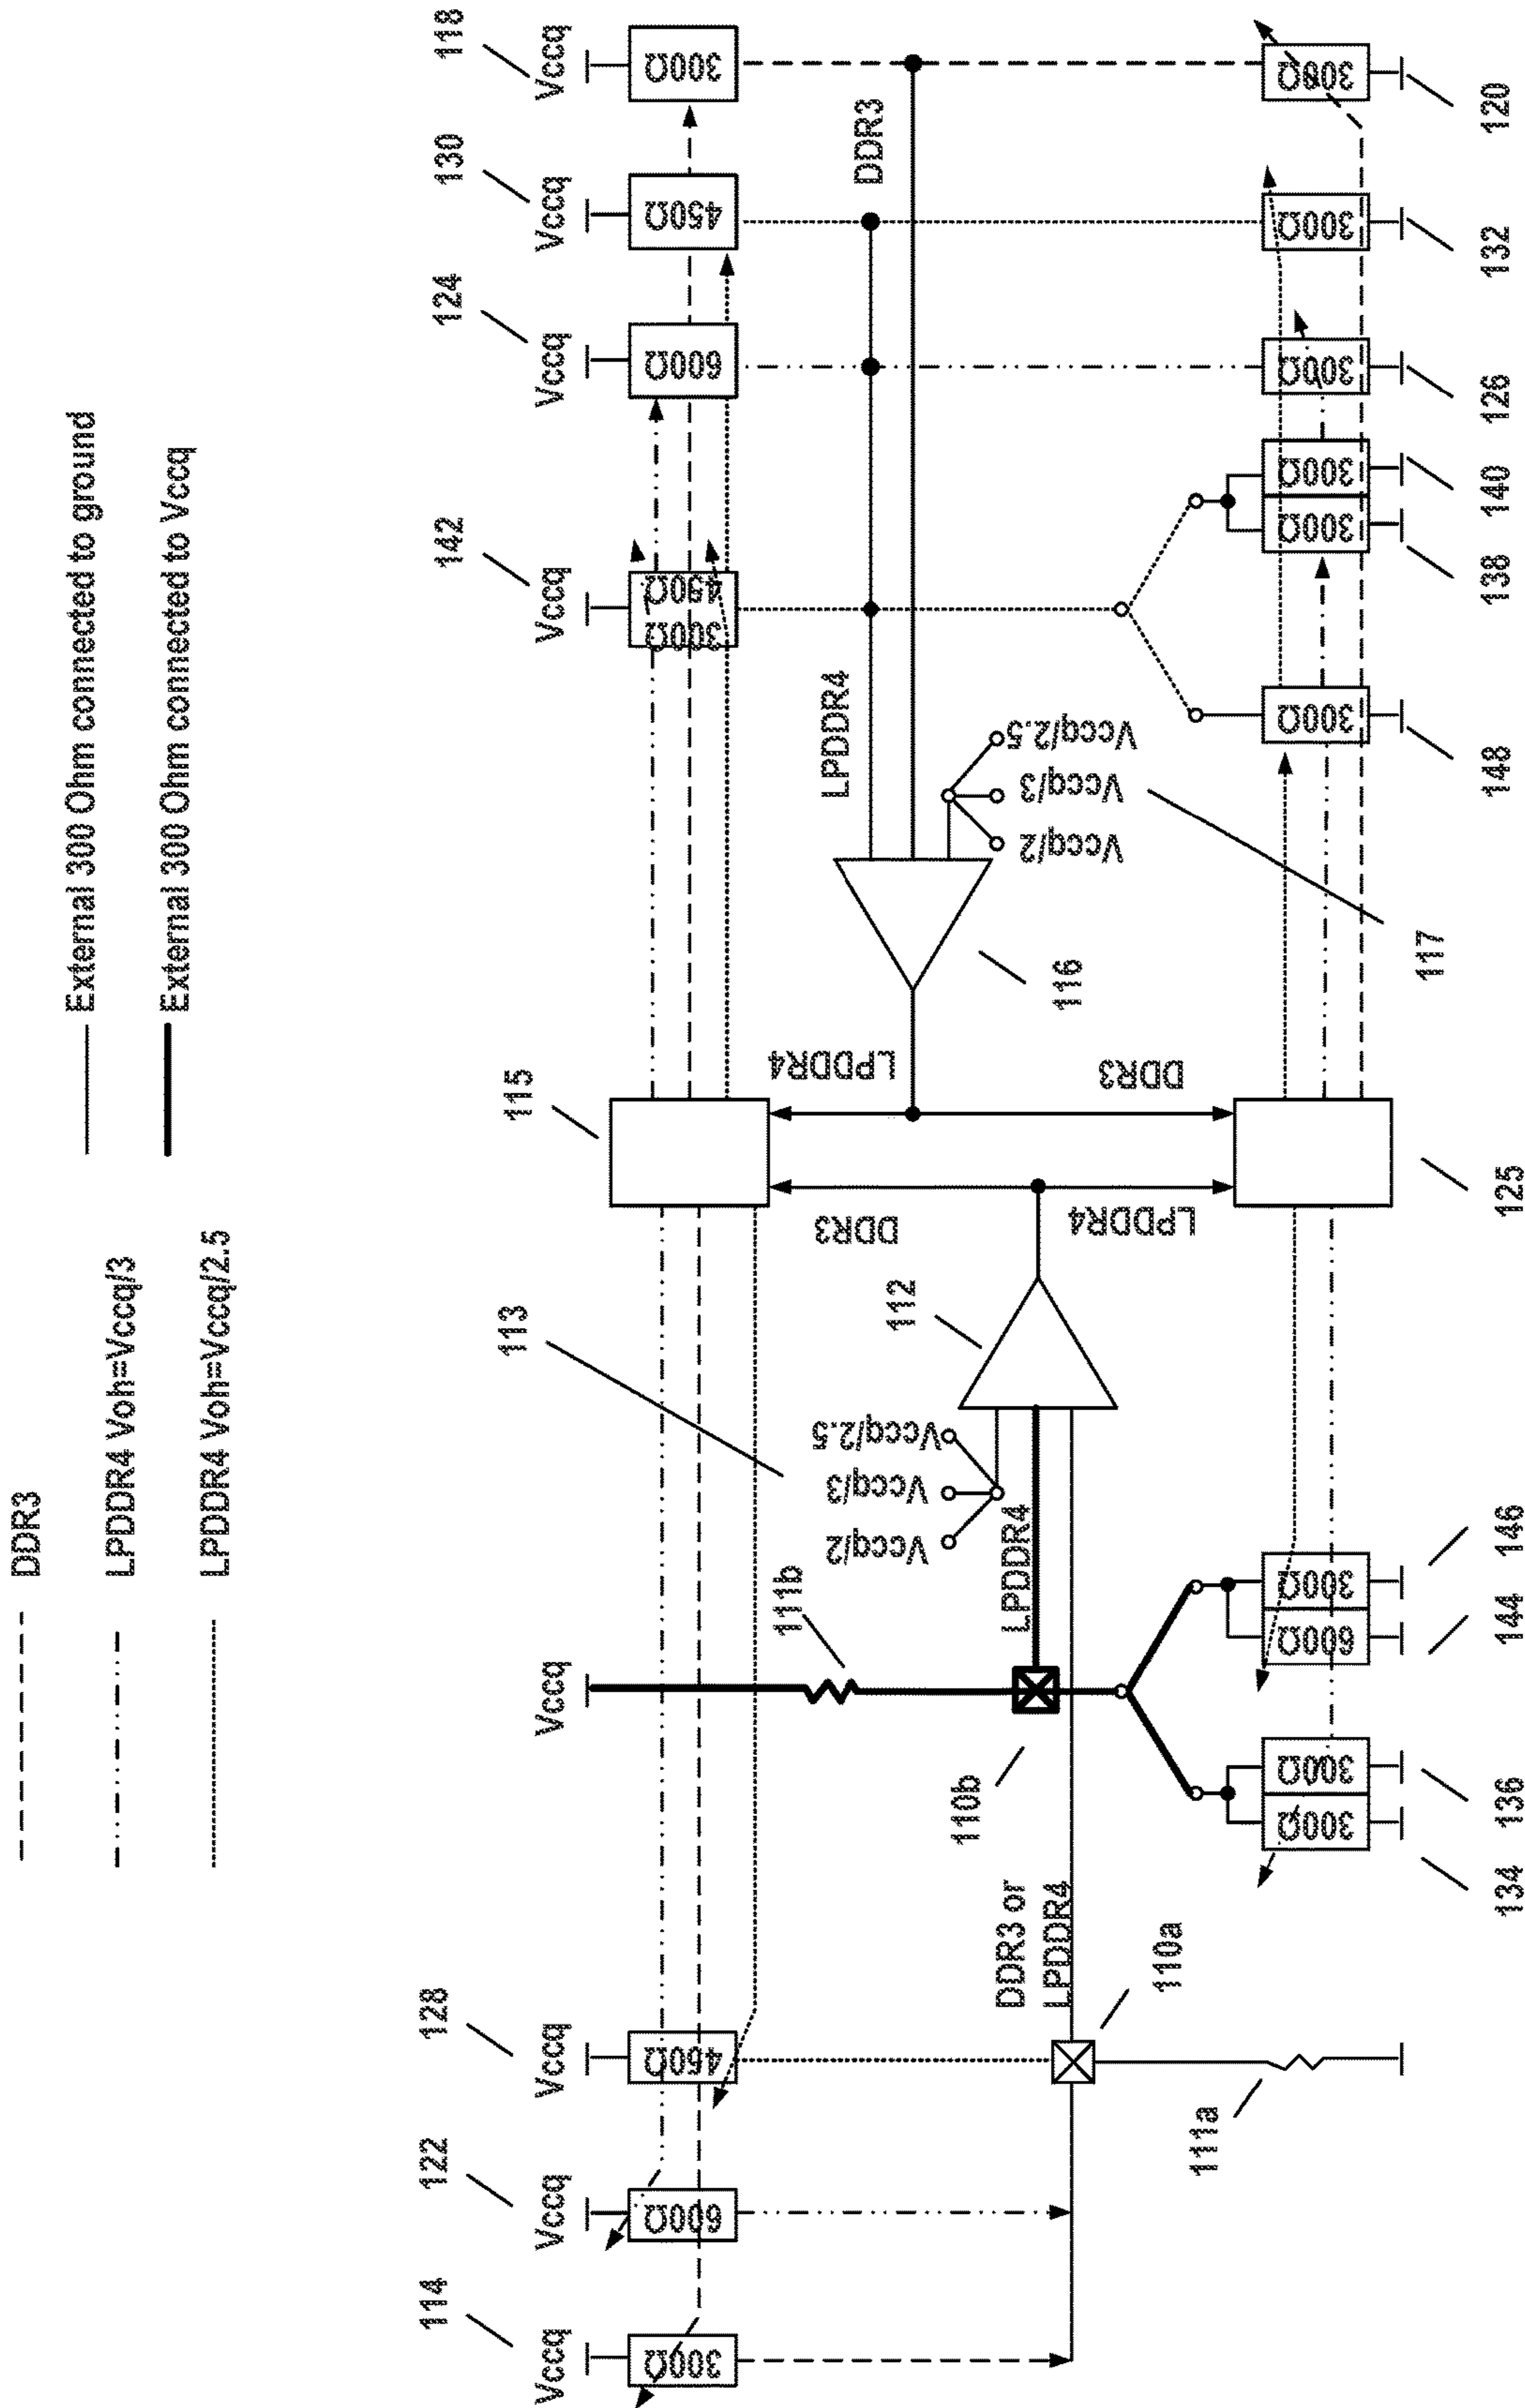 DDR3
LPDDR4 Voh=Vccq/3
LPDDR4 Voh=Vccq/2.5
External 300 Ohm connected to ground
External 300 Ohm connected to Vccq
114
122
128
113
115
142
124
130
118
Vccq
Vccq
Vccq
Vccq
Vccq
Vccq
Vccq
Vccq
300Ω
600Ω
450Ω
300Ω
450Ω
600Ω
450Ω
300Ω
111b
Vccq/2
Vccq/3
Vccq/2.5
112
DDR3
LPDDR4
LPDDR4
DDR3
116
LPDDR4
DDR3
Vccq/2
Vccq/3
Vccq/2.5
110b
LPDDR4
DDR3 or
LPDDR4
110a
111a
300Ω
300Ω
600Ω
300Ω
300Ω
300Ω
300Ω
300Ω
300Ω
300Ω
134
136
144
146
125
117
148
138
140
126
132
120